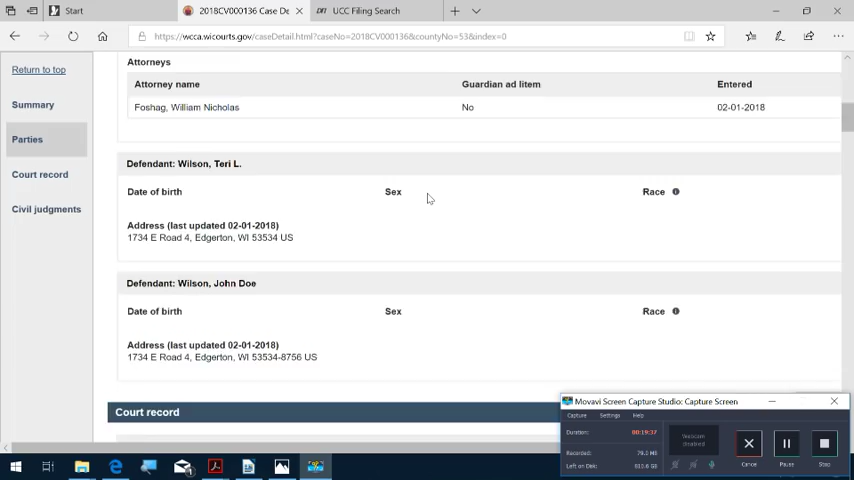 Start
2018CV000136 Case De
UCC Filing Search
https://wcca.wicourts.gov/caseDetail.html?caseNo=2018CV000136&countyNo=53&index=0
Return to top
Summary
Parties
Court record
Civil judgments
Attorneys
Attorney name Guardian ad litem Entered
Foshag, William Nicholas No 02-01-2018
Defendant: Wilson, Teri L.
Date of birth Sex Race
Address (last updated 02-01-2018)
1734 E Road 4, Edgerton, WI 53534 US
Defendant: Wilson, John Doe
Date of birth Sex Race
Address (last updated 02-01-2018)
1734 E Road 4, Edgerton, WI 53534-8756 US
Court record
Movavi Screen Capture Studio: Capture Screen
Capture Settings Help
Duration: 00:19:37
Recorded:
Left on Disk:
Webcam
disabled
Cancel Pause Stop